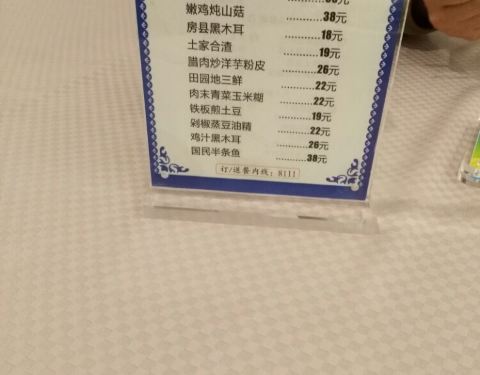 嫩鸡炖山菇............38元
房县黑木耳............18元
土家合渣............19元
腊肉炒洋芋粉皮............26元
田园地三鲜............22元
肉末青菜玉米糊............22元
铁板煎土豆............19元
剁椒蒸豆油精............22元
鸡汁黑木耳............26元
国民半条鱼............38元
订/送餐内线：8111